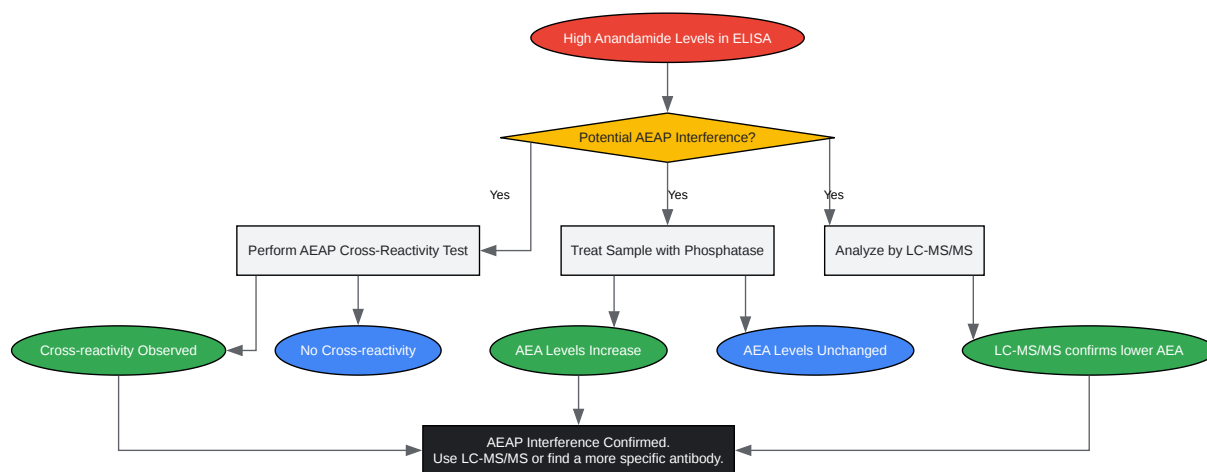 High Anandamide Levels in ELISA
Potential AEAP Interference?
Yes
Yes
Yes
Perform AEAP Cross-Reactivity Test
Treat Sample with Phosphatase
Analyze by LC-MS/MS
Cross-reactivity Observed
No Cross-reactivity
AEA Levels Increase
AEA Levels Unchanged
LC-MS/MS confirms lower AEA
AEAP Interference Confirmed.
Use LC-MS/MS or find a more specific antibody.